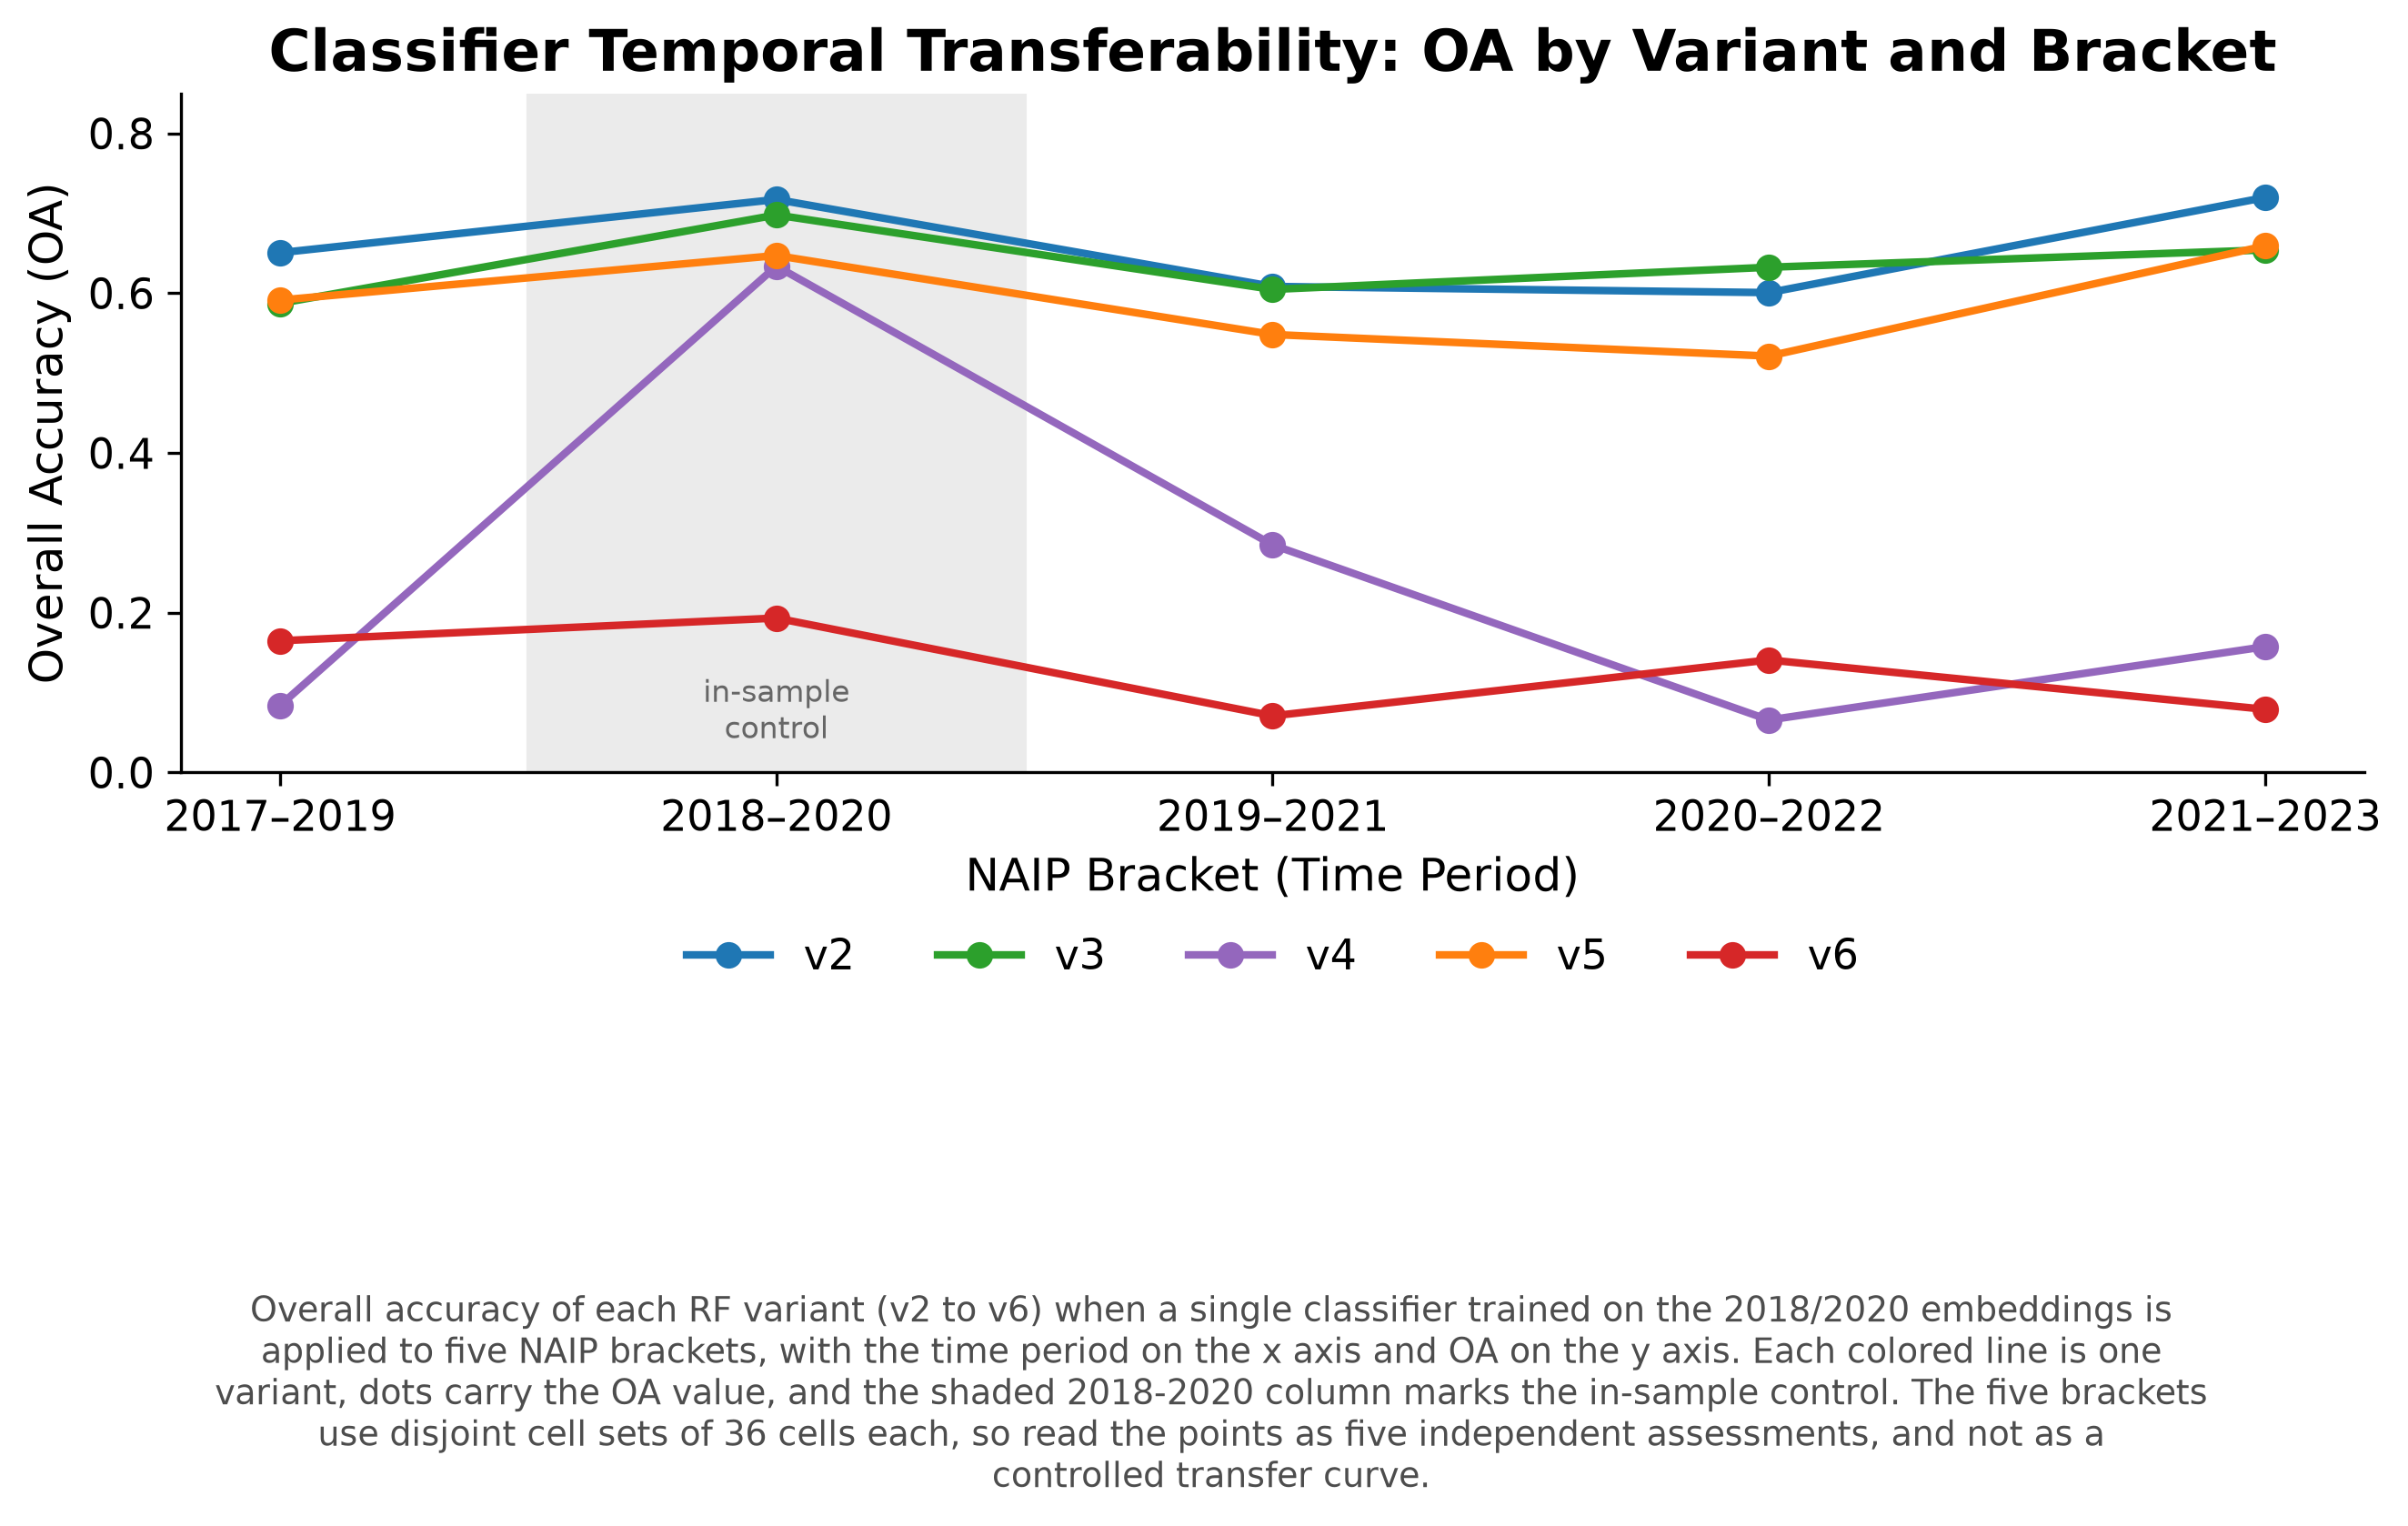 Classifier Temporal Transferability: OA by Variant and Bracket
Overall Accuracy (OA)
0.8
0.6
0.4
0.2
0.0
in-sample
control
2017–2019
2018–2020
2019–2021
2020–2022
2021–2023
NAIP Bracket (Time Period)
v2
v3
v4
v5
v6
Overall accuracy of each RF variant (v2 to v6) when a single classifier trained on the 2018/2020 embeddings is
applied to five NAIP brackets, with the time period on the x axis and OA on the y axis. Each colored line is one
variant, dots carry the OA value, and the shaded 2018-2020 column marks the in-sample control. The five brackets
use disjoint cell sets of 36 cells each, so read the points as five independent assessments, and not as a
controlled transfer curve.